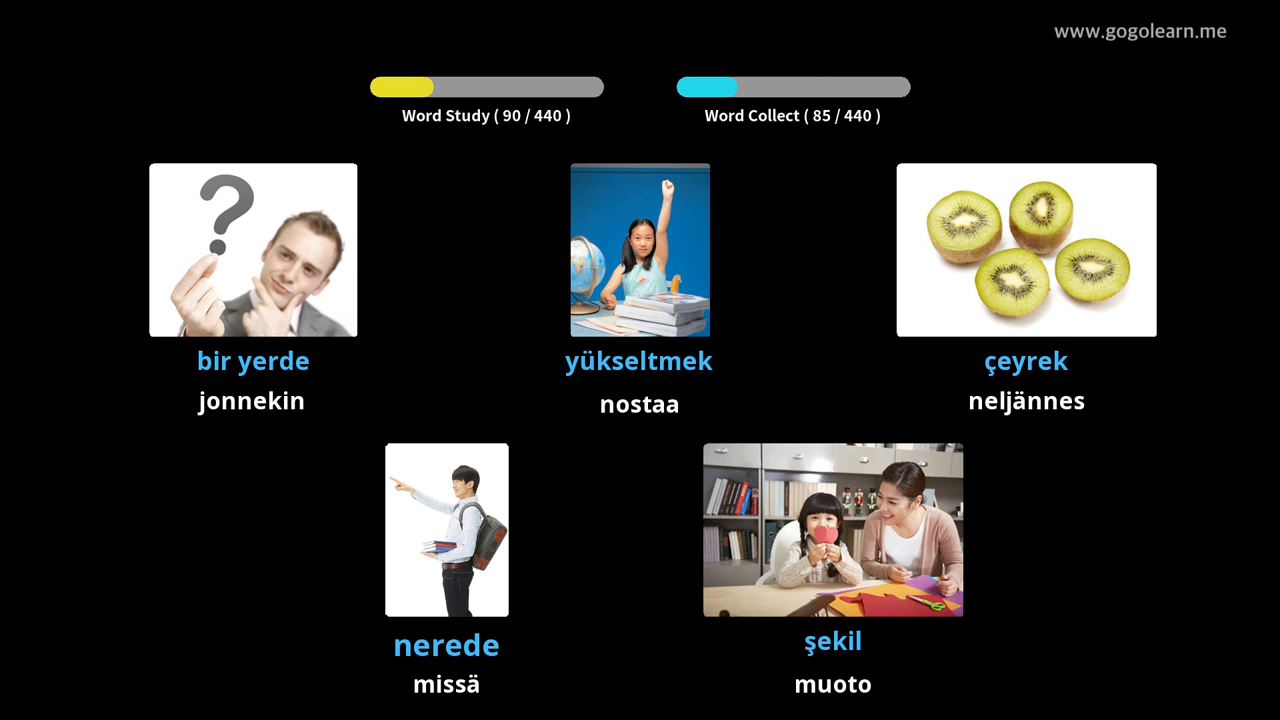 www.gogolearn.me
Word Study ( 90 / 440 )
Word Collect ( 85 / 440 )
bir yerde
jonnekin
yükseltmek
nostaa
çeyrek
neljännes
nerede
missä
şekil
muoto